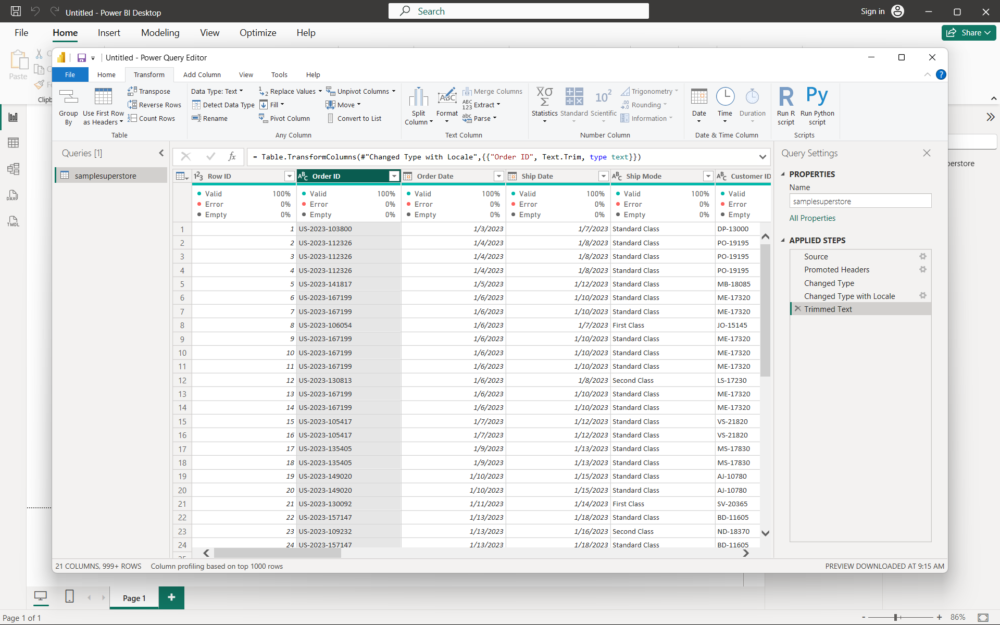 Untitled - Power BI Desktop
Search
Sign in
File Home Insert Modeling View Optimize Help
Share
Paste
Clipb
Untitled - Power Query Editor
File Home Transform Add Column View Tools Help
Group By
Use First Row as Headers
Transpose
Reverse Rows
Count Rows
Table
Data Type: Text
Detect Data Type
Rename
Replace Values
Fill
Pivot Column
Unpivot Columns
Move
Convert to List
Any Column
Split Column
Format
Merge Columns
Extract
Parse
Text Column
Statistics
Standard
Scientific
Trigonometry
Rounding
Information
Number Column
Date
Time
Duration
Date & Time Column
Run R script
Run Python script
Scripts
Queries [1]
samplesuperstore
= Table.TransformColumns(#"Changed Type with Locale",{{"Order ID", Text.Trim, type text}})
Row ID Order ID Order Date Ship Date Ship Mode Customer ID
Valid 100% Valid 100% Valid 100% Valid 100% Valid 100% Valid
Error 0% Error 0% Error 0% Error 0% Error 0% Error
Empty 0% Empty 0% Empty 0% Empty 0% Empty 0% Empty
1 1 US-2023-103800 1/3/2023 1/7/2023 Standard Class DP-13000
2 2 US-2023-112326 1/4/2023 1/8/2023 Standard Class PO-19195
3 3 US-2023-112326 1/4/2023 1/8/2023 Standard Class PO-19195
4 4 US-2023-112326 1/4/2023 1/8/2023 Standard Class PO-19195
5 5 US-2023-141817 1/5/2023 1/12/2023 Standard Class MB-18085
6 6 US-2023-167199 1/6/2023 1/10/2023 Standard Class ME-17320
7 7 US-2023-167199 1/6/2023 1/10/2023 Standard Class ME-17320
8 8 US-2023-106054 1/6/2023 1/7/2023 First Class JO-15145
9 9 US-2023-167199 1/6/2023 1/10/2023 Standard Class ME-17320
10 10 US-2023-167199 1/6/2023 1/10/2023 Standard Class ME-17320
11 11 US-2023-167199 1/6/2023 1/10/2023 Standard Class ME-17320
12 12 US-2023-130813 1/6/2023 1/8/2023 Second Class LS-17230
13 13 US-2023-167199 1/6/2023 1/10/2023 Standard Class ME-17320
14 14 US-2023-167199 1/6/2023 1/10/2023 Standard Class ME-17320
15 15 US-2023-105417 1/7/2023 1/12/2023 Standard Class VS-21820
16 16 US-2023-105417 1/7/2023 1/12/2023 Standard Class VS-21820
17 17 US-2023-135405 1/9/2023 1/13/2023 Standard Class MS-17830
18 18 US-2023-135405 1/9/2023 1/13/2023 Standard Class MS-17830
19 19 US-2023-149020 1/10/2023 1/15/2023 Standard Class AJ-10780
20 20 US-2023-149020 1/10/2023 1/15/2023 Standard Class AJ-10780
21 21 US-2023-130092 1/11/2023 1/14/2023 First Class SV-20365
22 22 US-2023-157147 1/13/2023 1/18/2023 Standard Class BD-11605
23 23 US-2023-109232 1/13/2023 1/16/2023 Second Class ND-18370
24 24 US-2023-157147 1/13/2023 1/18/2023 Standard Class BD-11605
Query Settings
PROPERTIES
Name
samplesuperstore
All Properties
APPLIED STEPS
Source
Promoted Headers
Changed Type
Changed Type with Locale
Trimmed Text
perstore
21 COLUMNS, 999+ ROWS Column profiling based on top 1000 rows
PREVIEW DOWNLOADED AT 9:15 AM
Page 1
Page 1 of 1
86%